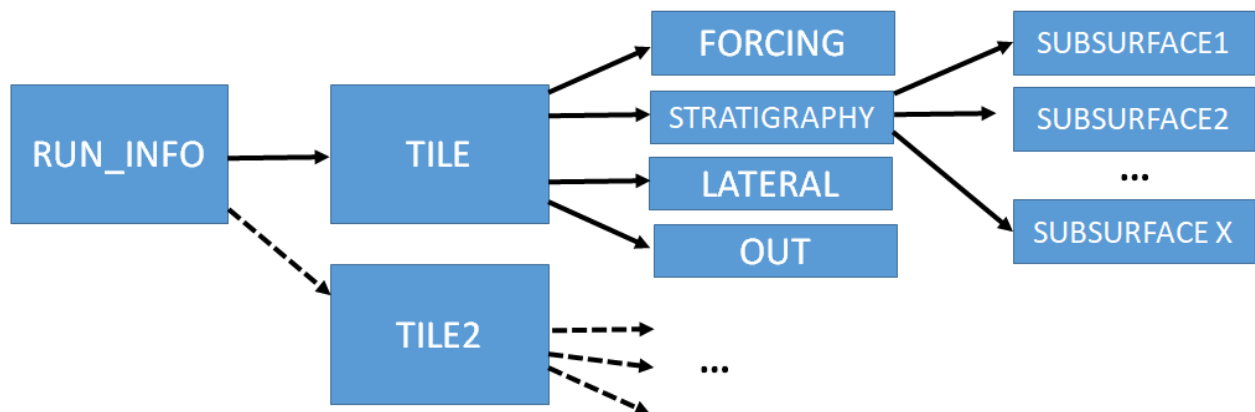 RUN_INFO
TILE
FORCING
STRATIGRAPHY
LATERAL
OUT
SUBSURFACE1
SUBSURFACE2
...
SUBSURFACE X
TILE2
...